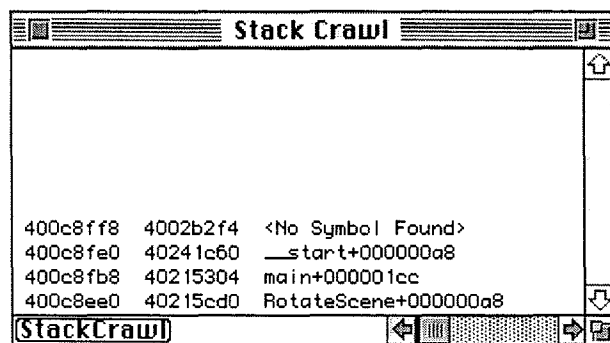 Stack Crawl
400c8ff8 4002b2f4 <No Symbol Found>
400c8fe0 40241c60 __start+000000a8
400c8fb8 40215304 main+000001cc
400c8ee0 40215cd0 RotateScene+000000a8
StackCrawl